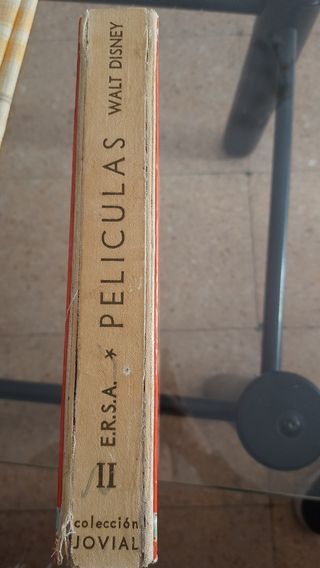 WALT DISNEY
PELICULAS
E.R.S.A. *
II
colección
JOVIAL